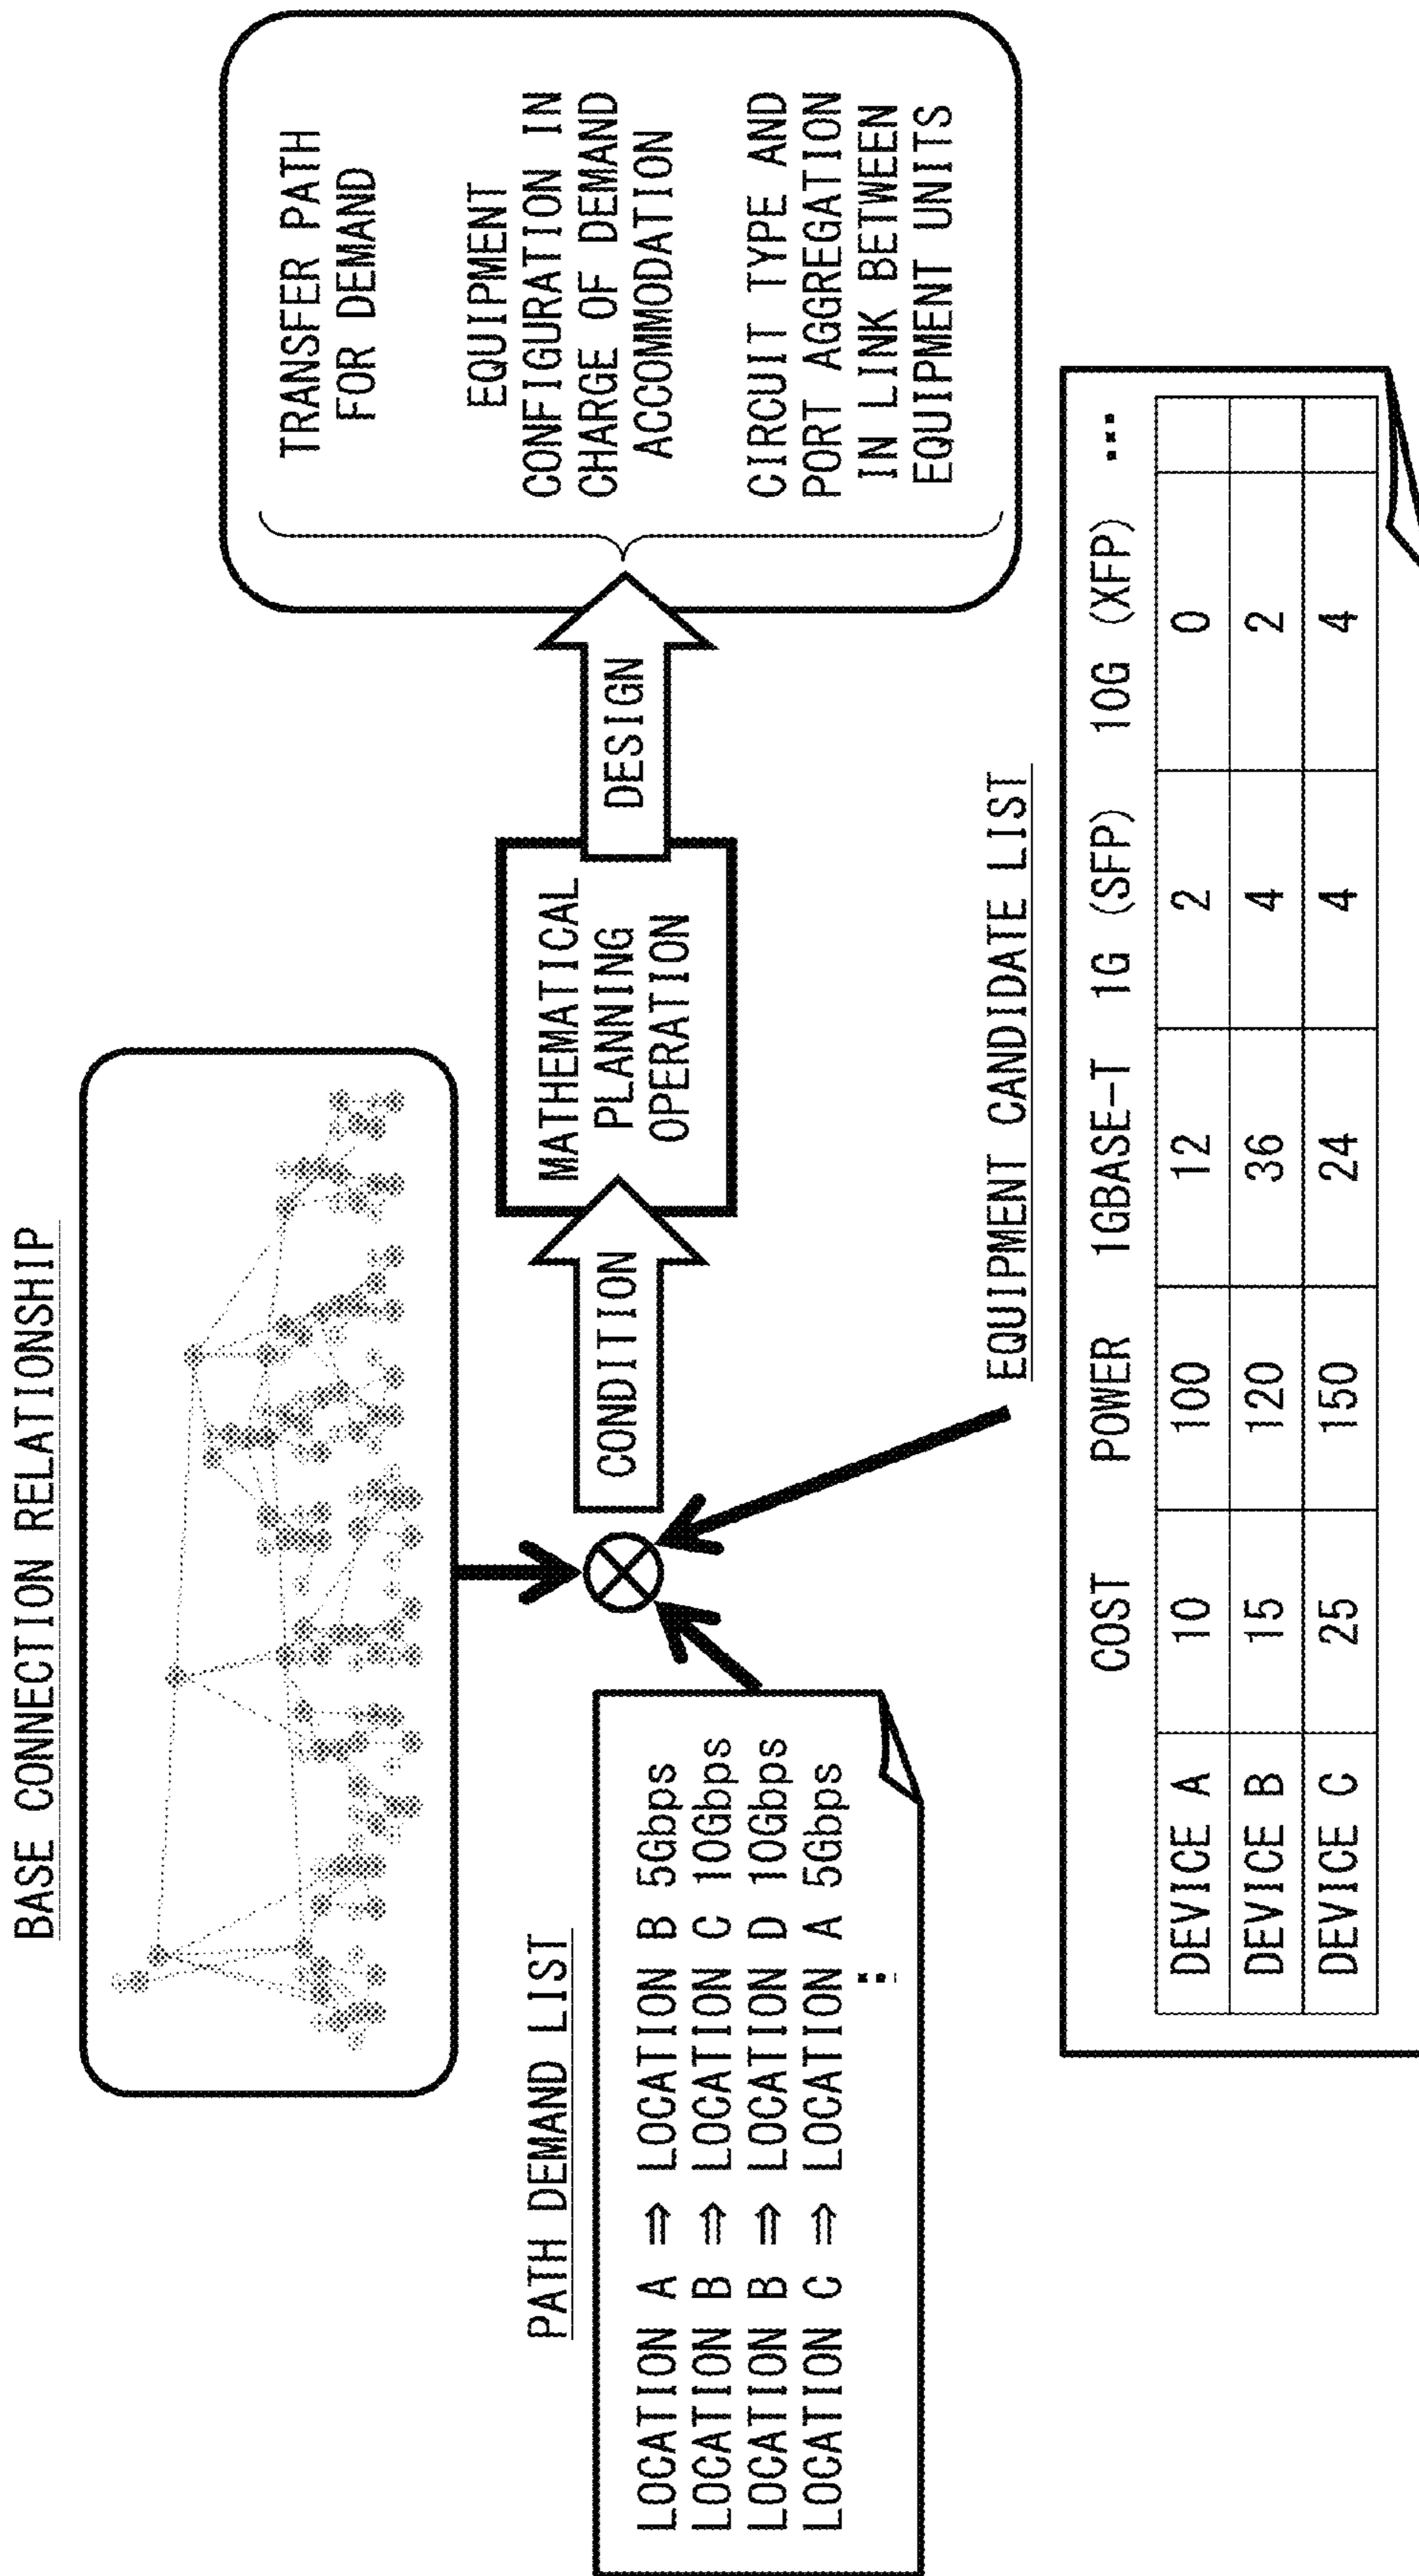 BASE CONNECTION RELATIONSHIP
PATH DEMAND LIST
LOCATION A ⇒ LOCATION B 5Gbps
LOCATION B ⇒ LOCATION C 10Gbps
LOCATION B ⇒ LOCATION D 10Gbps
LOCATION C ⇒ LOCATION A 5Gbps
CONDITION
MATHEMATICAL
PLANNING
OPERATION
DESIGN
TRANSFER PATH
FOR DEMAND
EQUIPMENT
CONFIGURATION IN
CHARGE OF DEMAND
ACCOMMODATION
CIRCUIT TYPE AND
PORT AGGREGATION
IN LINK BETWEEN
EQUIPMENT UNITS
EQUIPMENT CANDIDATE LIST
COST POWER 1GBASE-T 1G (SFP) 10G (XFP) ...
DEVICE A 10 100 12 2 0
DEVICE B 15 120 36 4 2
DEVICE C 25 150 24 4 4